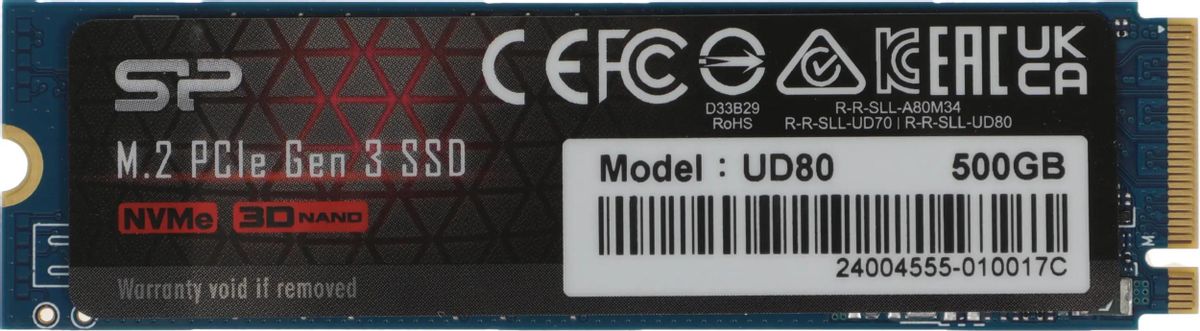 SP
M.2 PCIe Gen 3 SSD
NVMe 3D NAND
Warranty void if removed
CE FC EAC UK CA
D33B29
RoHS
R-R-SLL-A80M34
R-R-SLL-UD70 | R-R-SLL-UD80
Model : UD80 500GB
24004555-010017C
M